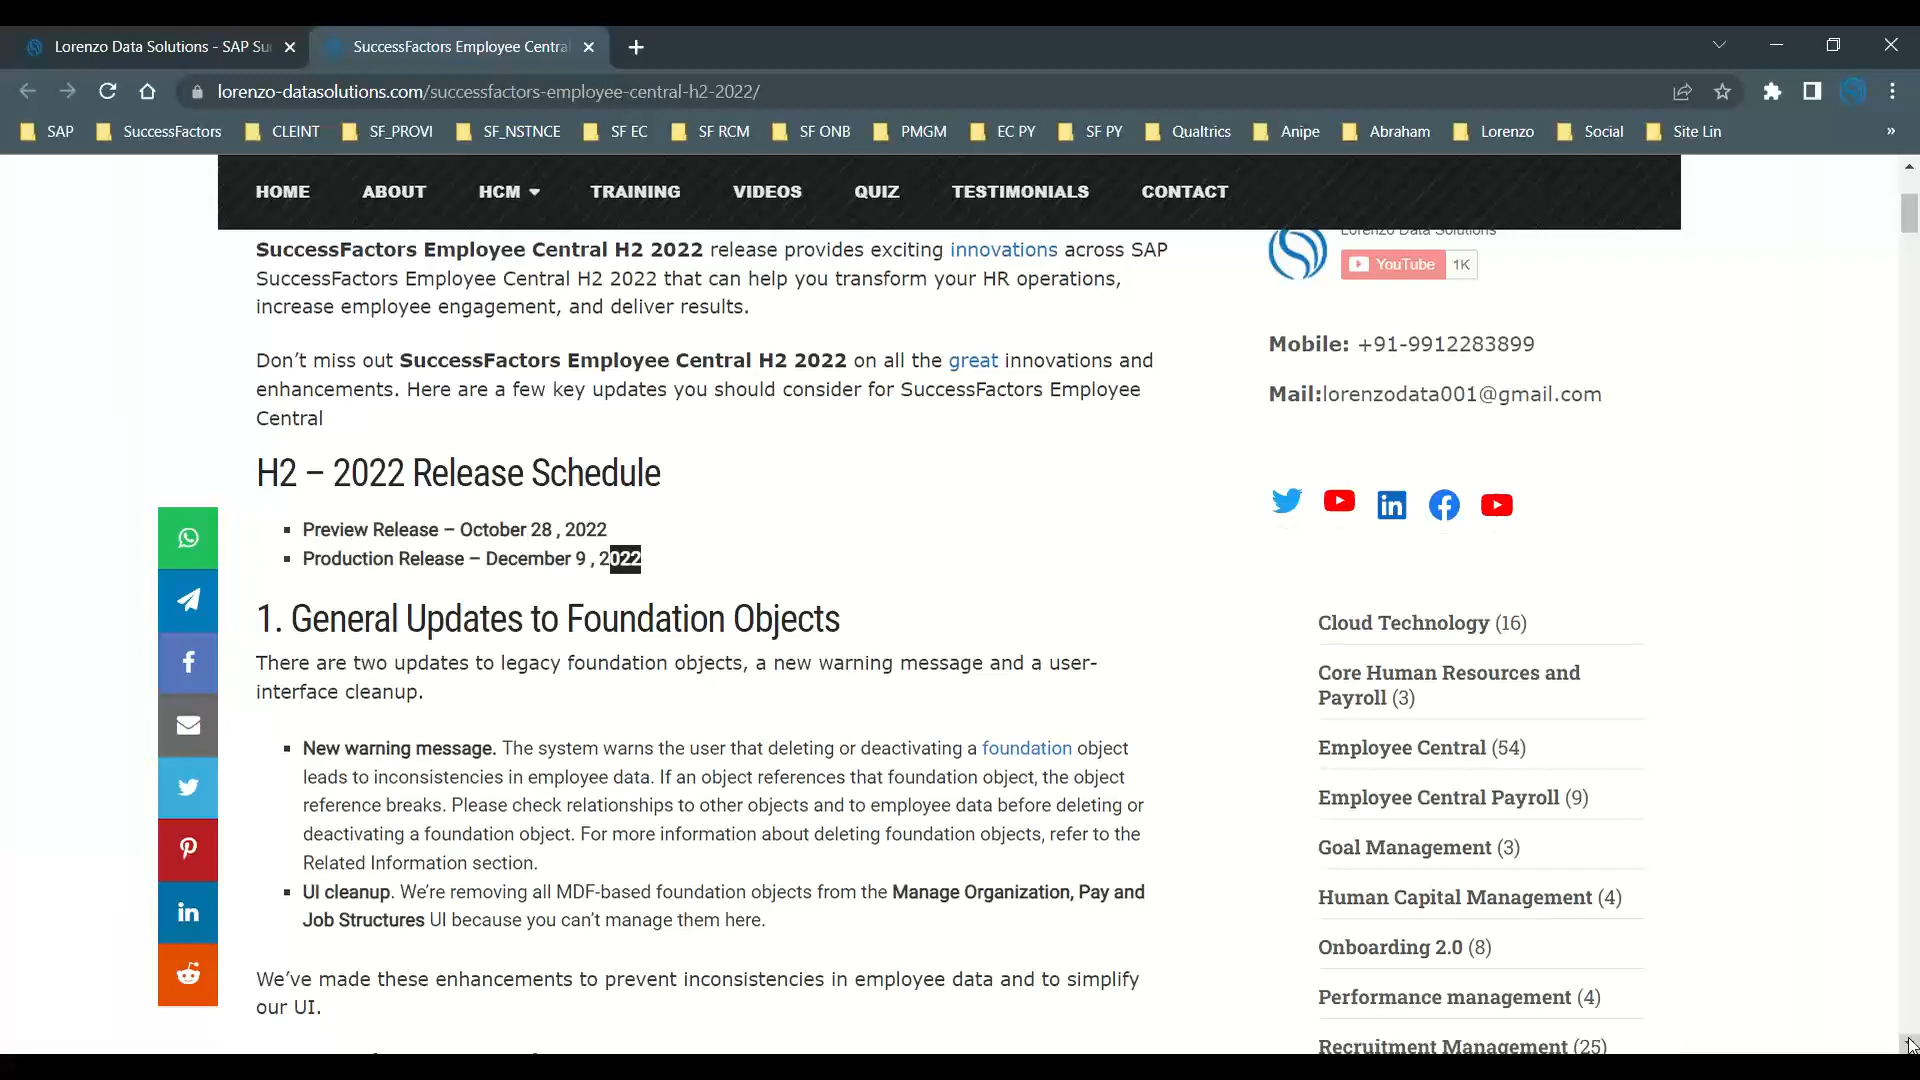 Lorenzo Data Solutions - SAP Su
SuccessFactors Employee Centra
lorenzo-datasolutions.com/successfactors-employee-central-h2-2022/
SAP SuccessFactors CLEINT SF_PROVI SF_NSTNCE SF EC SF RCM SF ONB PMGM EC PY SF PY Qualtrics Anipe Abraham Lorenzo Social Site Lin »
HOME ABOUT HCM TRAINING VIDEOS QUIZ TESTIMONIALS CONTACT
SuccessFactors Employee Central H2 2022 release provides exciting innovations across SAP
SuccessFactors Employee Central H2 2022 that can help you transform your HR operations,
increase employee engagement, and deliver results.
Don’t miss out SuccessFactors Employee Central H2 2022 on all the great innovations and
enhancements. Here are a few key updates you should consider for SuccessFactors Employee
Central
H2 – 2022 Release Schedule
▪ Preview Release – October 28 , 2022
▪ Production Release – December 9 , 2022
1. General Updates to Foundation Objects
There are two updates to legacy foundation objects, a new warning message and a user-
interface cleanup.
▪ New warning message. The system warns the user that deleting or deactivating a foundation object
leads to inconsistencies in employee data. If an object references that foundation object, the object
reference breaks. Please check relationships to other objects and to employee data before deleting or
deactivating a foundation object. For more information about deleting foundation objects, refer to the
Related Information section.
▪ UI cleanup. We’re removing all MDF-based foundation objects from the Manage Organization, Pay and
Job Structures UI because you can’t manage them here.
We’ve made these enhancements to prevent inconsistencies in employee data and to simplify
our UI.
Lorenzo Data Solutions
YouTube 1K
Mobile: +91-9912283899
Mail:lorenzodata001@gmail.com
Cloud Technology (16)
Core Human Resources and
Payroll (3)
Employee Central (54)
Employee Central Payroll (9)
Goal Management (3)
Human Capital Management (4)
Onboarding 2.0 (8)
Performance management (4)
Recruitment Management (25)